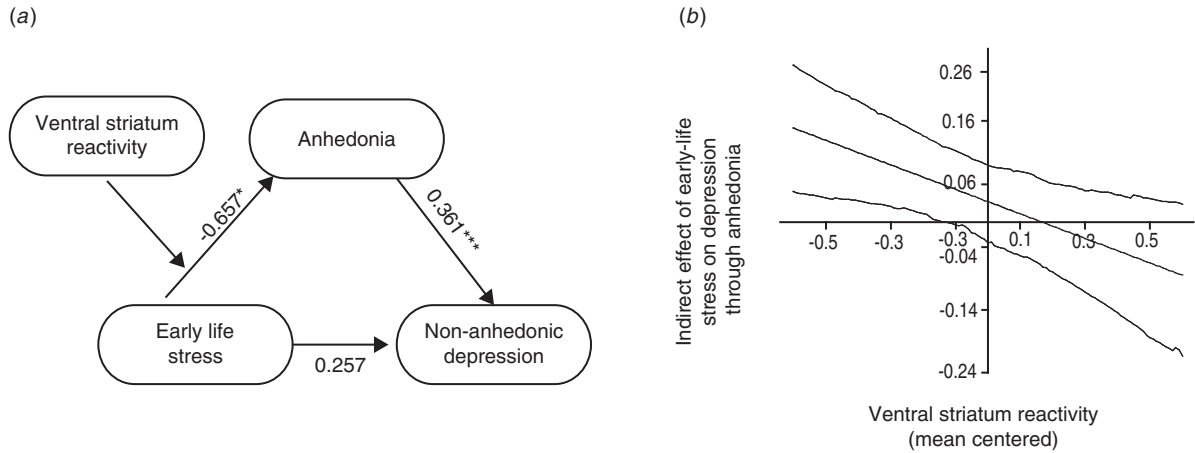 (a)
Ventral striatum
reactivity
Anhedonia
-0.657*
0.361***
Early life
stress
0.257
Non-anhedonic
depression
(b)
Indirect effect of early-life
stress on depression
through anhedonia
0.26
0.16
0.06
-0.5 -0.3 -0.3 0.1 0.3 0.5
-0.04
-0.14
-0.24
Ventral striatum reactivity
(mean centered)